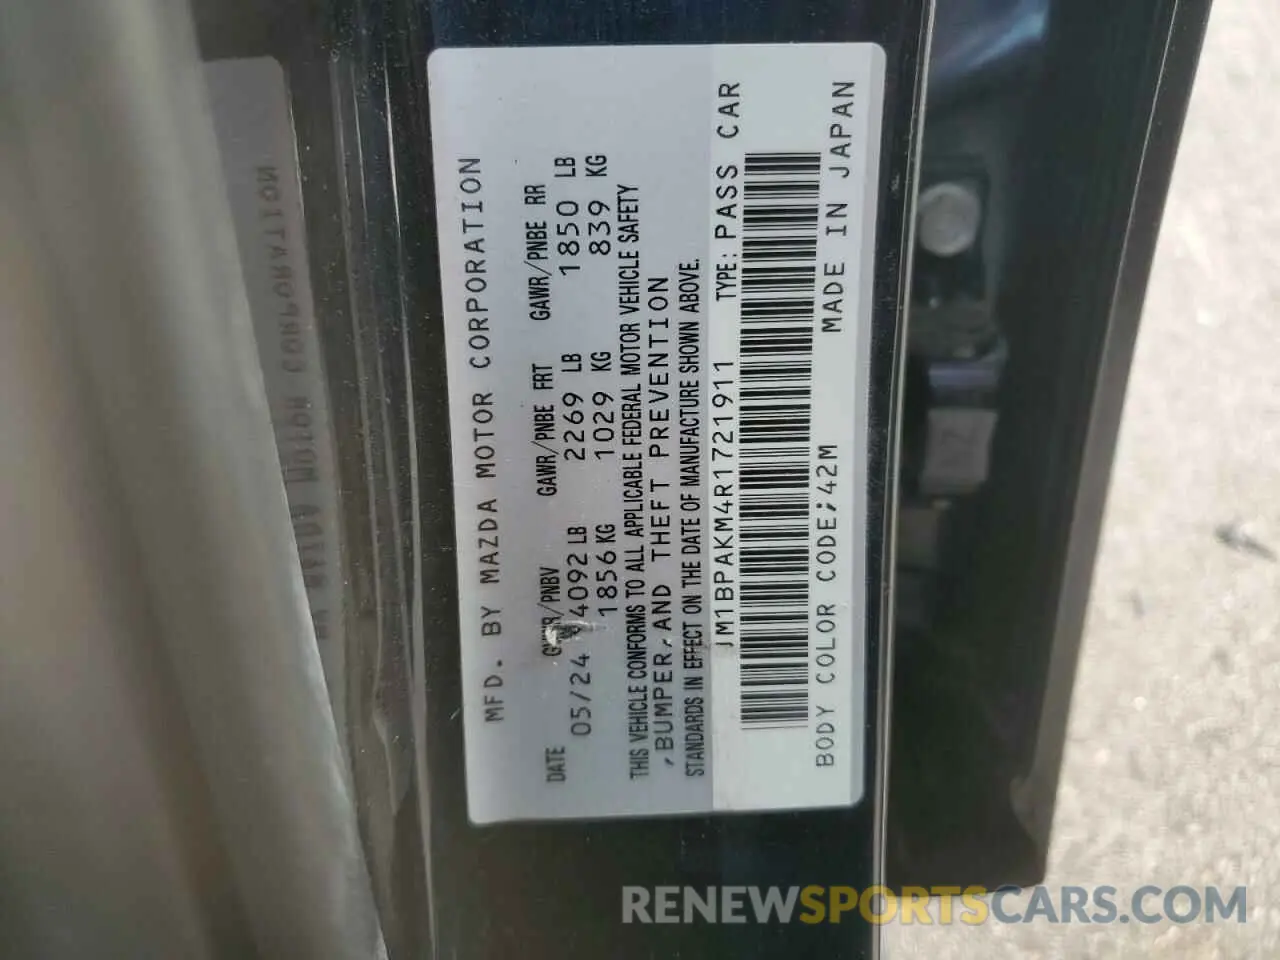 MFD. BY MAZDA MOTOR CORPORATION
DATE GVWR/PNBV GAWR/PNBE FRT GAWR/PNBE RR
05/24 4092 LB 2269 LB 1850 LB
1856 KG 1029 KG 839 KG
THIS VEHICLE CONFORMS TO ALL APPLICABLE FEDERAL MOTOR VEHICLE SAFETY
, BUMPER, AND THEFT PREVENTION
STANDARDS IN EFFECT ON THE DATE OF MANUFACTURE SHOWN ABOVE.
JM1BPAKM4R1721911 TYPE: PASS CAR
BODY COLOR CODE;42M MADE IN JAPAN
RENEWSPORTSCARS.COM